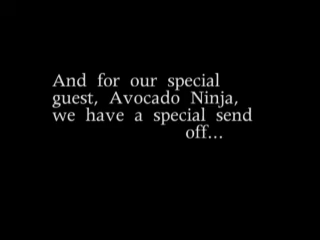 And for our special
guest, Avocado Ninja,
we have a special send
off...